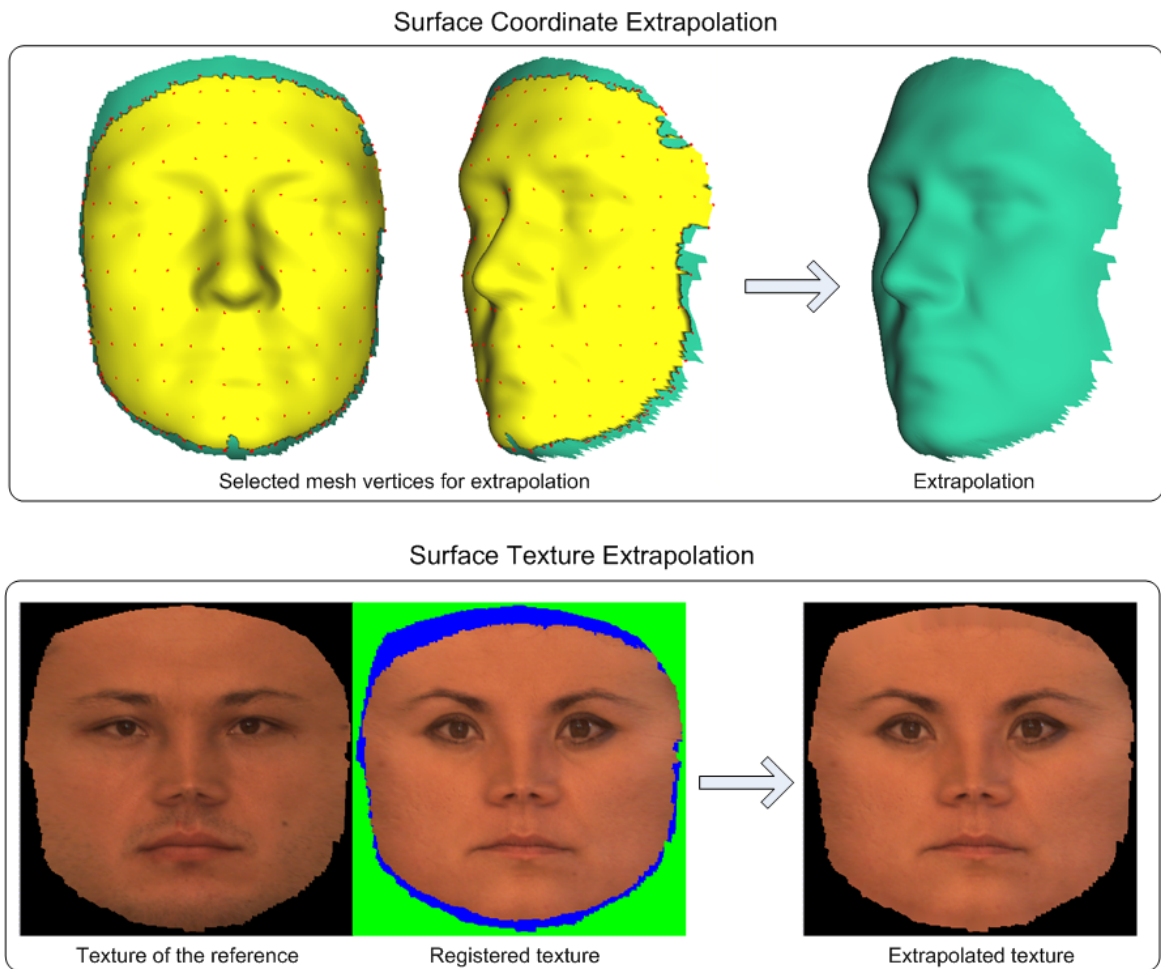 Surface Coordinate Extrapolation
Selected mesh vertices for extrapolation
Extrapolation
Surface Texture Extrapolation
Texture of the reference
Registered texture
Extrapolated texture